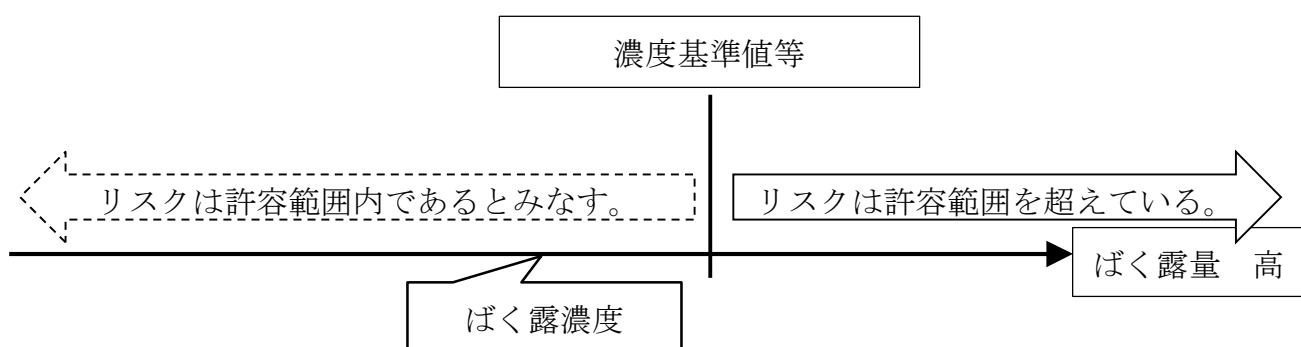 濃度基準値等
リスクは許容範囲内であるとみなす。
リスクは許容範囲を超えている。
ばく露量　高
ばく露濃度